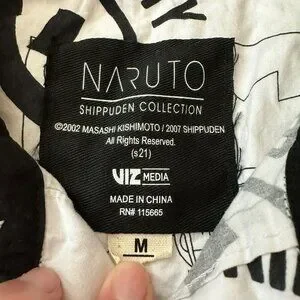 NARUTO
SHIPPUDEN COLLECTION
©2002 MASASHI KISHIMOTO / 2007 SHIPPUDEN
All Rights Reserved.
(s21)
VIZ MEDIA
MADE IN CHINA
RN# 115665
M